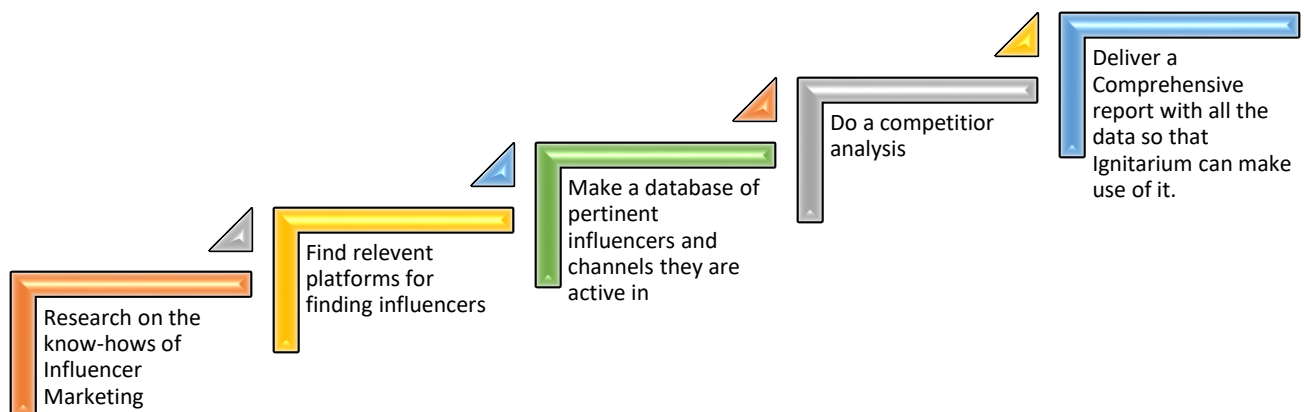 Research on the
know-hows of
Influencer
Marketing
Find relevent
platforms for
finding influencers
Make a database of
pertinent
influencers and
channels they are
active in
Do a competitior
analysis
Deliver a
Comprehensive
report with all the
data so that
Ignitarium can make
use of it.